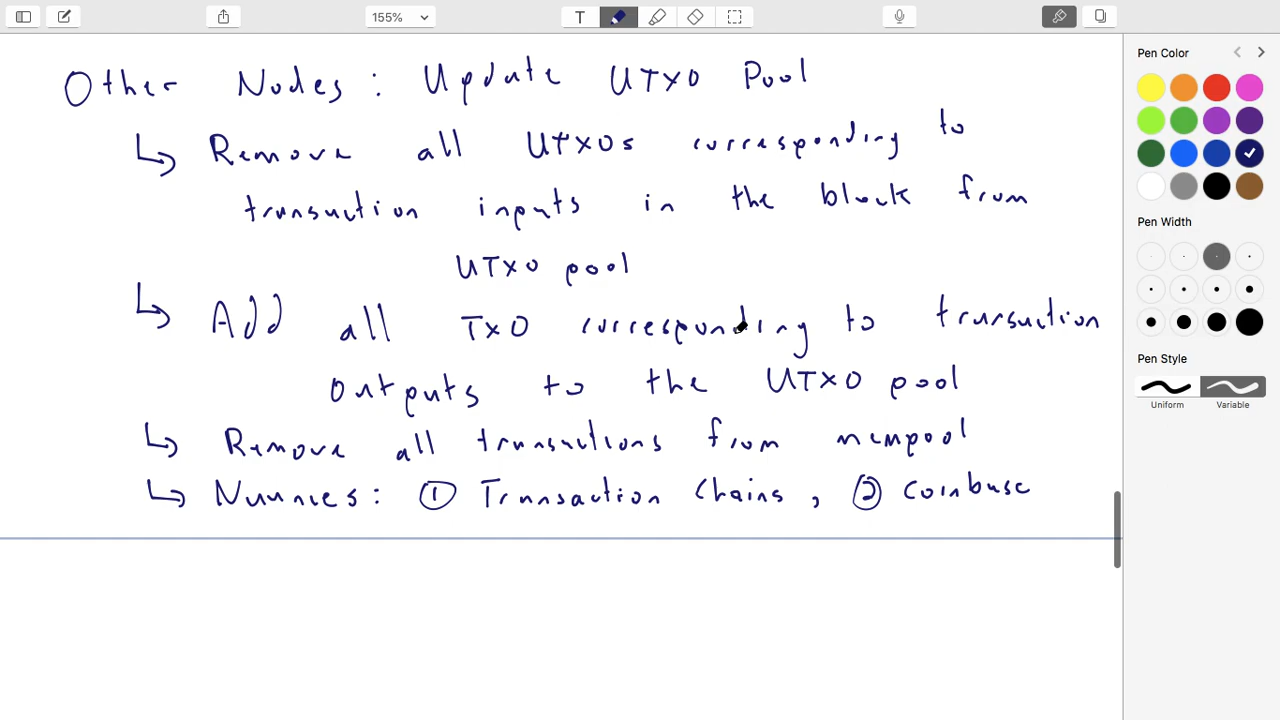 155%
T
Pen Color
Other Nodes: Update UTXO Pool
↳ Remove all UTXOs corresponding to
transaction inputs in the block from
UTXO pool
↳ Add all TXO corresponding to transaction
outputs to the UTXO pool
↳ Remove all transactions from mempool
↳ Nuances: ① Transaction Chains, ② Coinbase
Pen Width
Pen Style
Uniform Variable